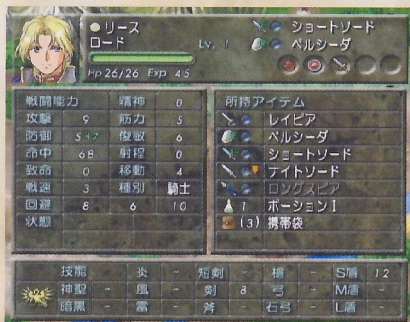 リース
ロード
Lv. 1
Hp 26/26 Exp 45
ショートソード
ペルシーダ
戦闘能力 精神 0
攻撃 9 筋力 5
防御 5+7 俊敏 6
命中 68 射程 0
致命 0 移動 4
戦速 3 種別 騎士
回避 8 6 10
状態
所持アイテム
レイピア
ペルシーダ
ショートソード
ナイトソード
ロングスピア
1 ポーションⅠ
(3) 携帯袋
技能 炎 - 短剣 - 槍 - S盾 12
神聖 - 風 - 剣 8 弓 - M盾 -
暗黒 - 雷 - 斧 - 石弓 - L盾 -